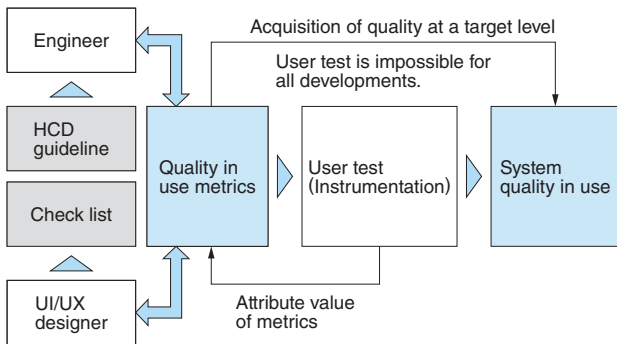 Engineer
HCD
guideline
Check list
UI/UX
designer
Quality in
use metrics
Acquisition of quality at a target level
User test is impossible for
all developments.
User test
(Instrumentation)
System
quality in use
Attribute value
of metrics